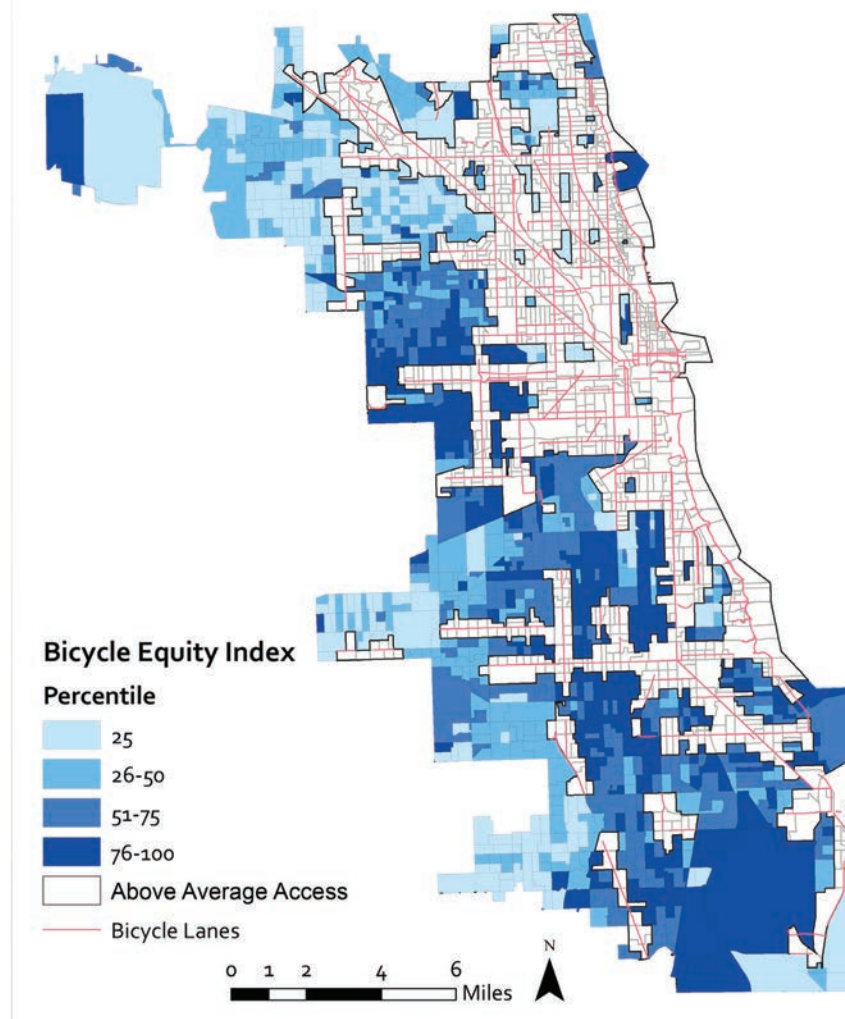 Bicycle Equity Index
Percentile
25
26-50
51-75
76-100
Above Average Access
Bicycle Lanes
0 1 2 4 6
Miles
N